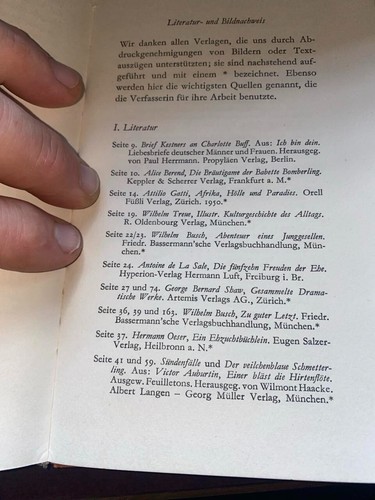 Literatur- und Bildnachweis
Wir danken allen Verlagen, die uns durch Ab-
druckgenehmigungen von Bildern oder Text-
auszügen unterstützten; sie sind nachstehend auf-
geführt und mit einem * bezeichnet. Ebenso
werden hier die wichtigsten Quellen genannt, die
die Verfasserin für ihre Arbeit benutzte.
I. Literatur
Seite 9. Brief Kestners an Charlotte Buff. Aus: Ich bin dein.
Liebesbriefe deutscher Männer und Frauen. Herausgeg.
von Paul Herrmann. Propyläen Verlag, Berlin.
Seite 10. Alice Berend, Die Bräutigame der Babette Bomberling.
Keppler & Scherrer Verlag, Frankfurt a. M.*
Seite 14. Attilio Gatti, Afrika, Hölle und Paradies. Orell
Füßli, Zürich. 1950.*
Seite 19. Wilhelm Treue, Illustr. Kulturgeschichte des Alltags.
R. Oldenbourg Verlag, München.
Seite 22/23. Wilhelm Busch, Abenteuer eines Junggesellen.
Friedr. Bassermann'sche Verlagsbuchhandlung, Mün-
chen.*
Seite 24. Antoine de La Sale, Die fünfzehn Freuden der Ehe.
Hyperion-Verlag Hermann Luft, Freiburg i. Br.
Seite 27 und 74. George Bernard Shaw, Gesammelte Drama-
tische Werke. Artemis Verlags AG., Zürich.*
Seite 36, 39 und 163. Wilhelm Busch, Zu guter Letzt. Friedr.
Bassermann'sche Verlagsbuchhandlung, München.*
Seite 37. Hermann Oeser, Ein Ehzuchtbüchlein. Eugen Salzer-
Verlag, Heilbronn a. N.*
Seite 41 und 59. Sündenfälle und Der veilchenblaue Schmetter-
ling. Aus: Victor Auburtin, Einer bläst die Hirtenflöte.
Ausgew. Feuilletons. Herausgeg. von Wilmont Haacke.
Albert Langen – Georg Müller Verlag, München.*